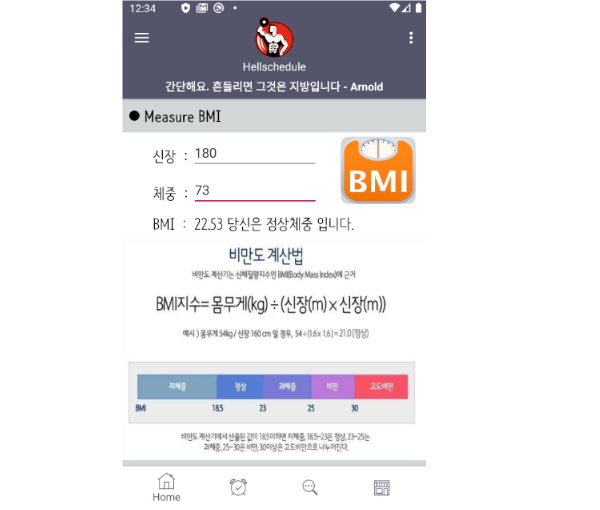 12:34
Hellschedule
간단해요. 흔들리면 그것은 지방입니다 - Arnold
Measure BMI
신장 : 180
체중 : 73
BMI
BMI : 22.53 당신은 정상체중 입니다.
비만도 계산법
비만도 계산기는 신체질량지수인 BMI(Body Mass Index)에 근거
BMI지수= 몸무게(kg) ÷ (신장(m) × 신장(m))
예시 ) 몸무게 54kg / 신장 160 cm 일 경우, 54÷(1.6x1.6)=21.0(정상)
저체중 정상 과체중 비만 고도비만
BMI 18.5 23 25 30
비만도 계산기에서 산출된 값이 18.5이하면 저체중, 18.5~23은 정상, 23~25는
과체중, 25~30은 비만, 30이상은 고도비만으로 나누어진다.
Home